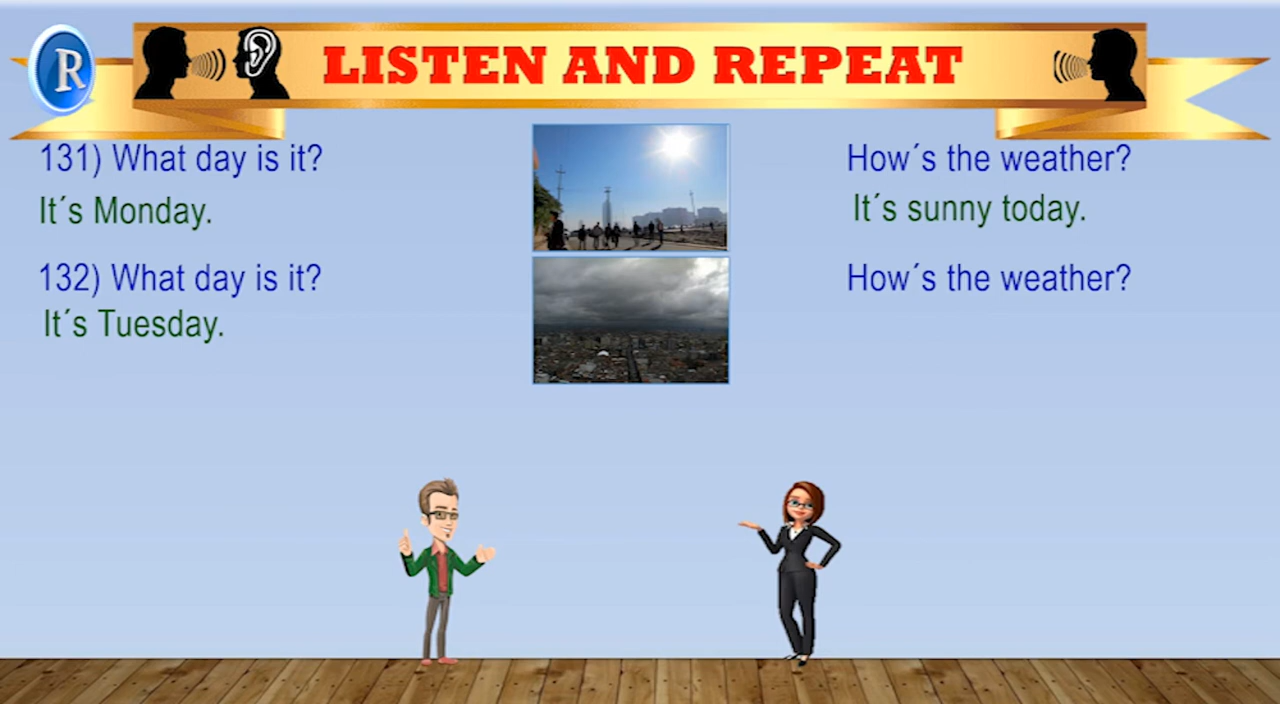 R
LISTEN AND REPEAT
131) What day is it?
How´s the weather?
It´s Monday.
It´s sunny today.
132) What day is it?
How´s the weather?
It´s Tuesday.